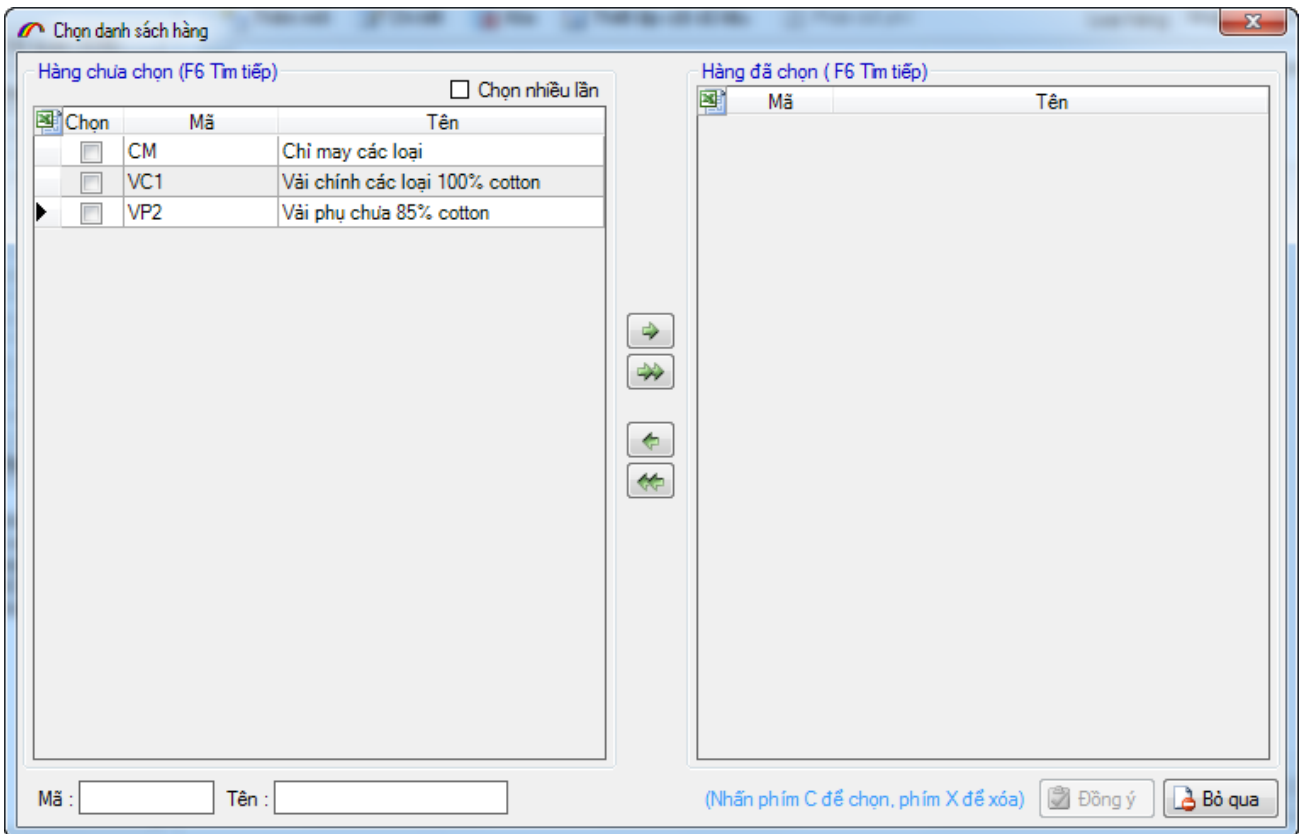 Chọn danh sách hàng
Hàng chưa chọn (F6 Tìm tiếp)
Chọn nhiều lần
Chọn Mã Tên
CM Chỉ may các loại
VC1 Vải chính các loại 100% cotton
VP2 Vải phụ chưa 85% cotton
Hàng đã chọn ( F6 Tìm tiếp)
Mã Tên
Mã : Tên :
(Nhấn phím C để chọn, phím X để xóa) Đồng ý Bỏ qua